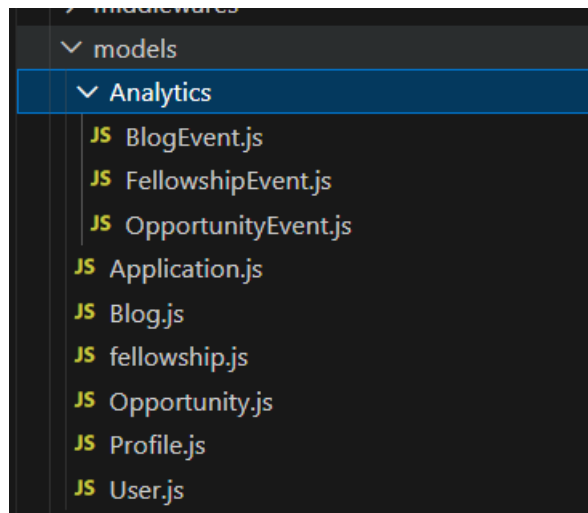 middlewares
models
Analytics
JS BlogEvent.js
JS FellowshipEvent.js
JS OpportunityEvent.js
JS Application.js
JS Blog.js
JS fellowship.js
JS Opportunity.js
JS Profile.js
JS User.js